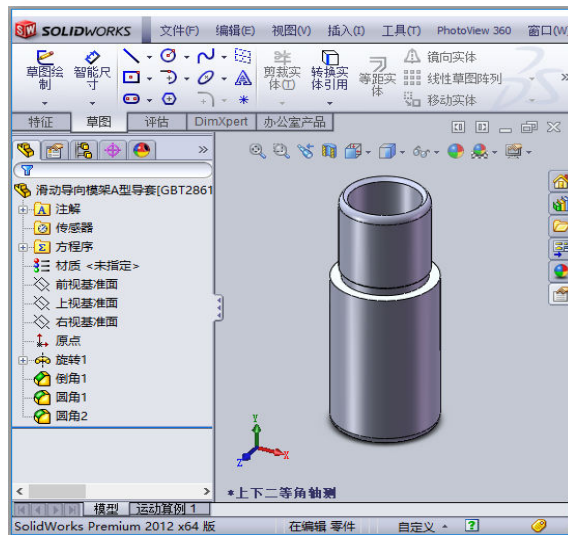 SW SOLIDWORKS 文件(F) 编辑(E) 视图(V) 插入(I) 工具(T) PhotoView 360 窗口(W)
草图绘制 智能尺寸 剪裁实体(T) 转换实体引用 等距实体 镜向实体
线性草图阵列
移动实体
特征 草图 评估 DimXpert 办公室产品
滑动导向模架A型导套[GBT2861
A 注解
传感器
Σ 方程序
材质 <未指定>
前视基准面
上视基准面
右视基准面
原点
旋转1
倒角1
圆角1
圆角2
Y
X
Z
*上下二等角轴测
模型 运动算例 1
SolidWorks Premium 2012 x64 版 在编辑 零件 自定义 ?